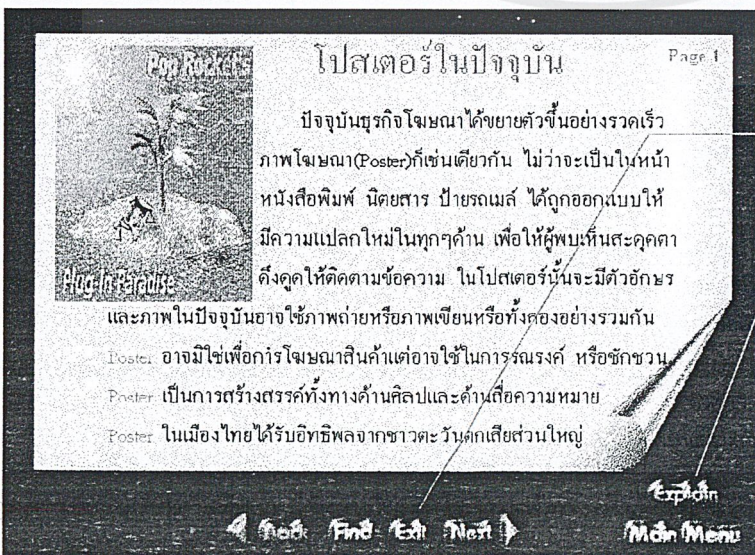 Pop Rocket's
โปสเตอร์ในปัจจุบัน
Page 1
ปัจจุบันธุรกิจโฆษณาได้ขยายตัวขึ้นอย่างรวดเร็ว
ภาพโฆษณา(Poster)ก็เช่นเดียวกัน ไม่ว่าจะเป็นในหน้า
หนังสือพิมพ์ นิตยสาร ป้ายรถเมล์ ได้ถูกออกแบบให้
มีความแปลกใหม่ในทุกๆด้าน เพื่อให้ผู้พบเห็นสะดุดตา
ดึงดูดให้ติดตามข้อความ ในโปสเตอร์นั้นจะมีตัวอักษร
Plug-In Paradise
และภาพในปัจจุบันอาจใช้ภาพถ่ายหรือภาพเขียนหรือทั้งสองอย่างรวมกัน
Poster อาจมิใช่เพื่อการโฆษณาสินค้าแต่อาจใช้ในการรณรงค์ หรือชักชวน
Poster เป็นการสร้างสรรค์ทั้งทางด้านศิลปและด้านสื่อความหมาย
Poster ในเมืองไทยได้รับอิทธิพลจากชาวตะวันตกเสียส่วนใหญ่
Explain
Back Find Exit Next
Main Menu